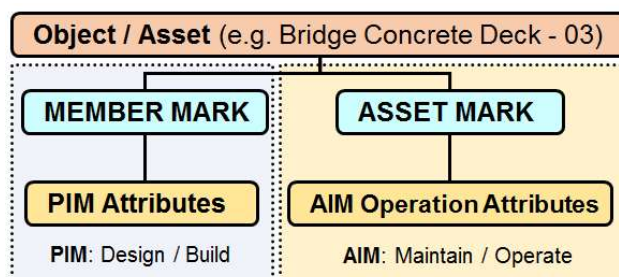 Object / Asset (e.g. Bridge Concrete Deck - 03)
MEMBER MARK
ASSET MARK
PIM Attributes
AIM Operation Attributes
PIM: Design / Build
AIM: Maintain / Operate